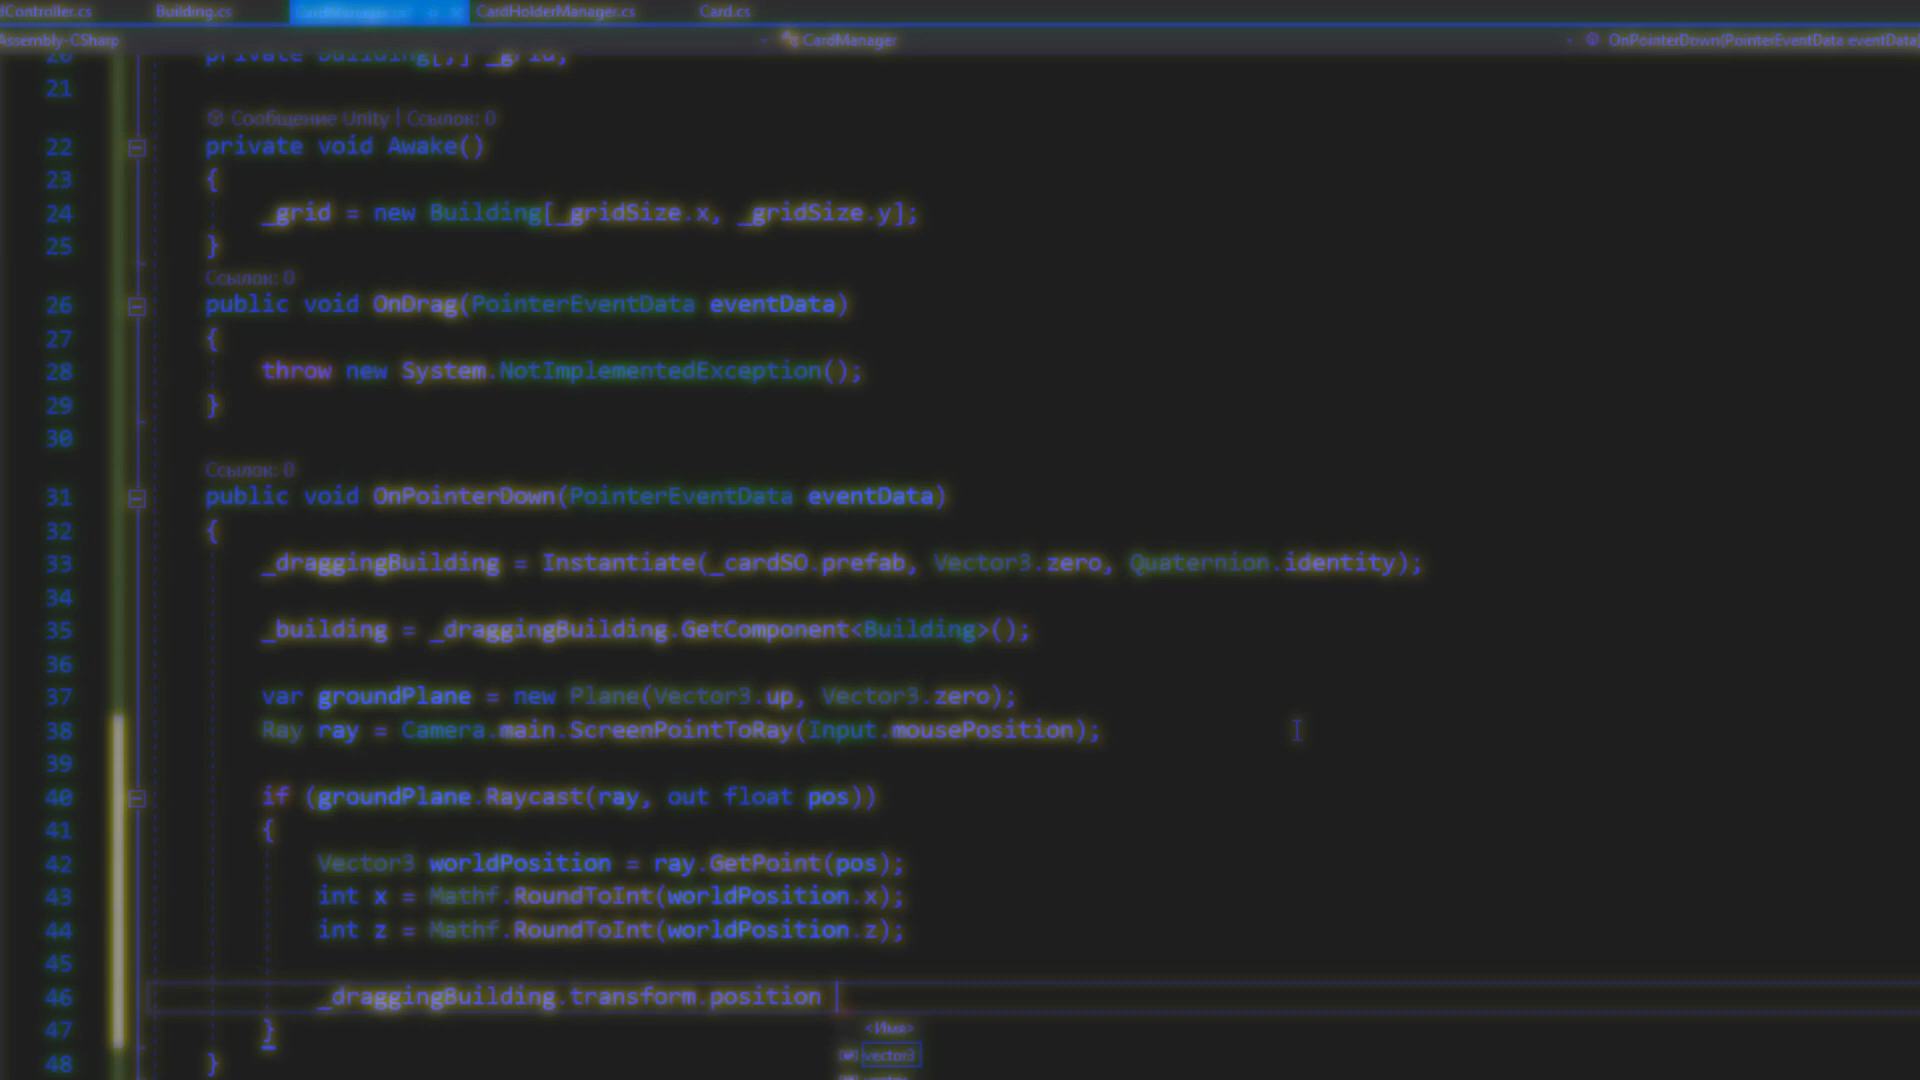 dController.cs Building.cs CardManager.cs CardHolderManager.cs Card.cs
Assembly-CSharp CardManager OnPointerDown(PointerEventData eventData)
20 private Building[,] _grid;
21
Сообщение Unity | Ссылок: 0
22 private void Awake()
23 {
24 _grid = new Building[_gridSize.x, _gridSize.y];
25 }
Ссылок: 0
26 public void OnDrag(PointerEventData eventData)
27 {
28 throw new System.NotImplementedException();
29 }
30
Ссылок: 0
31 public void OnPointerDown(PointerEventData eventData)
32 {
33 _draggingBuilding = Instantiate(_cardSO.prefab, Vector3.zero, Quaternion.identity);
34
35 _building = _draggingBuilding.GetComponent<Building>();
36
37 var groundPlane = new Plane(Vector3.up, Vector3.zero);
38 Ray ray = Camera.main.ScreenPointToRay(Input.mousePosition);
39
40 if (groundPlane.Raycast(ray, out float pos))
41 {
42 Vector3 worldPosition = ray.GetPoint(pos);
43 int x = Mathf.RoundToInt(worldPosition.x);
44 int z = Mathf.RoundToInt(worldPosition.z);
45
46 _draggingBuilding.transform.position
47 }
<Имя>
vector3
48 }